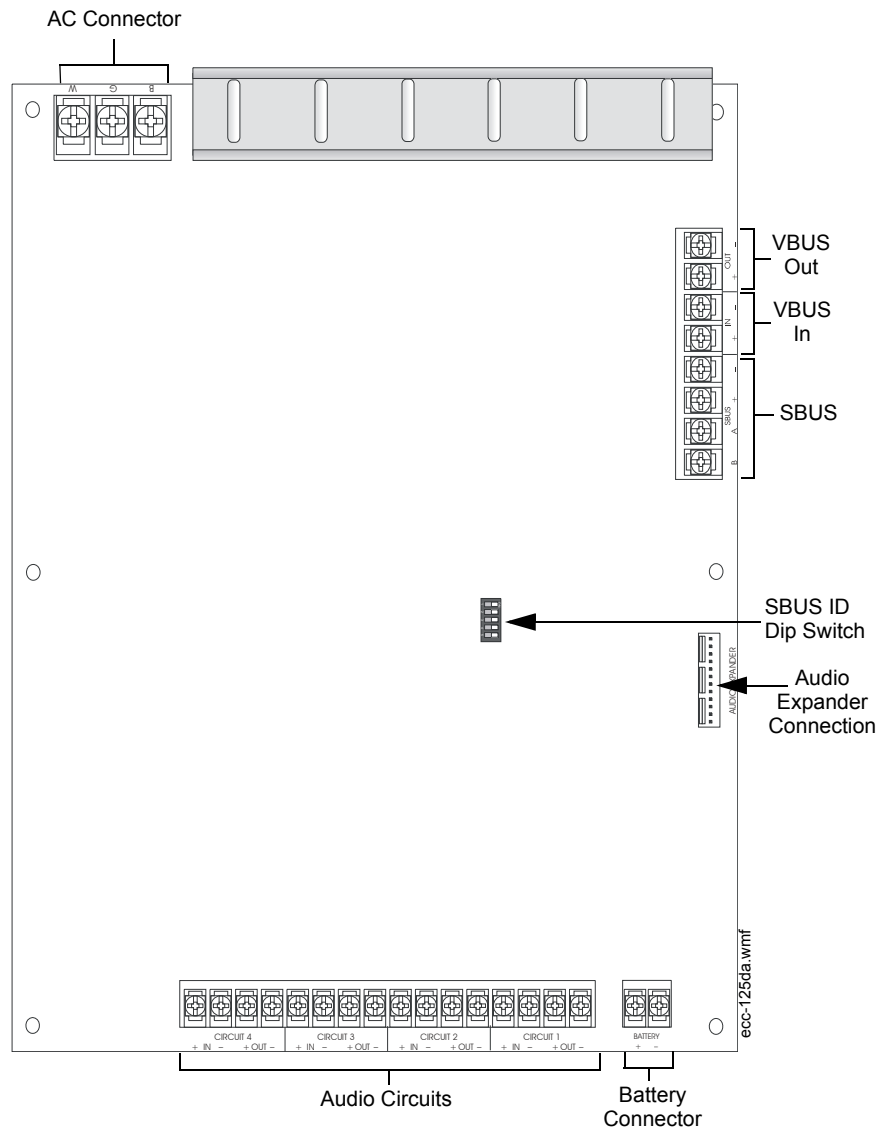 AC Connector
W G B
VBUS
Out
OUT
-
+
VBUS
In
IN
-
+
SBUS
SBUS
-
+
A
B
SBUS ID
Dip Switch
AUDIO EXPANDER
Audio
Expander
Connection
ecc-125da.wmf
CIRCUIT 4 CIRCUIT 3 CIRCUIT 2 CIRCUIT 1 BATTERY
+ IN – + OUT – + IN – + OUT – + IN – + OUT – + IN – + OUT – + -
Audio Circuits
Battery
Connector